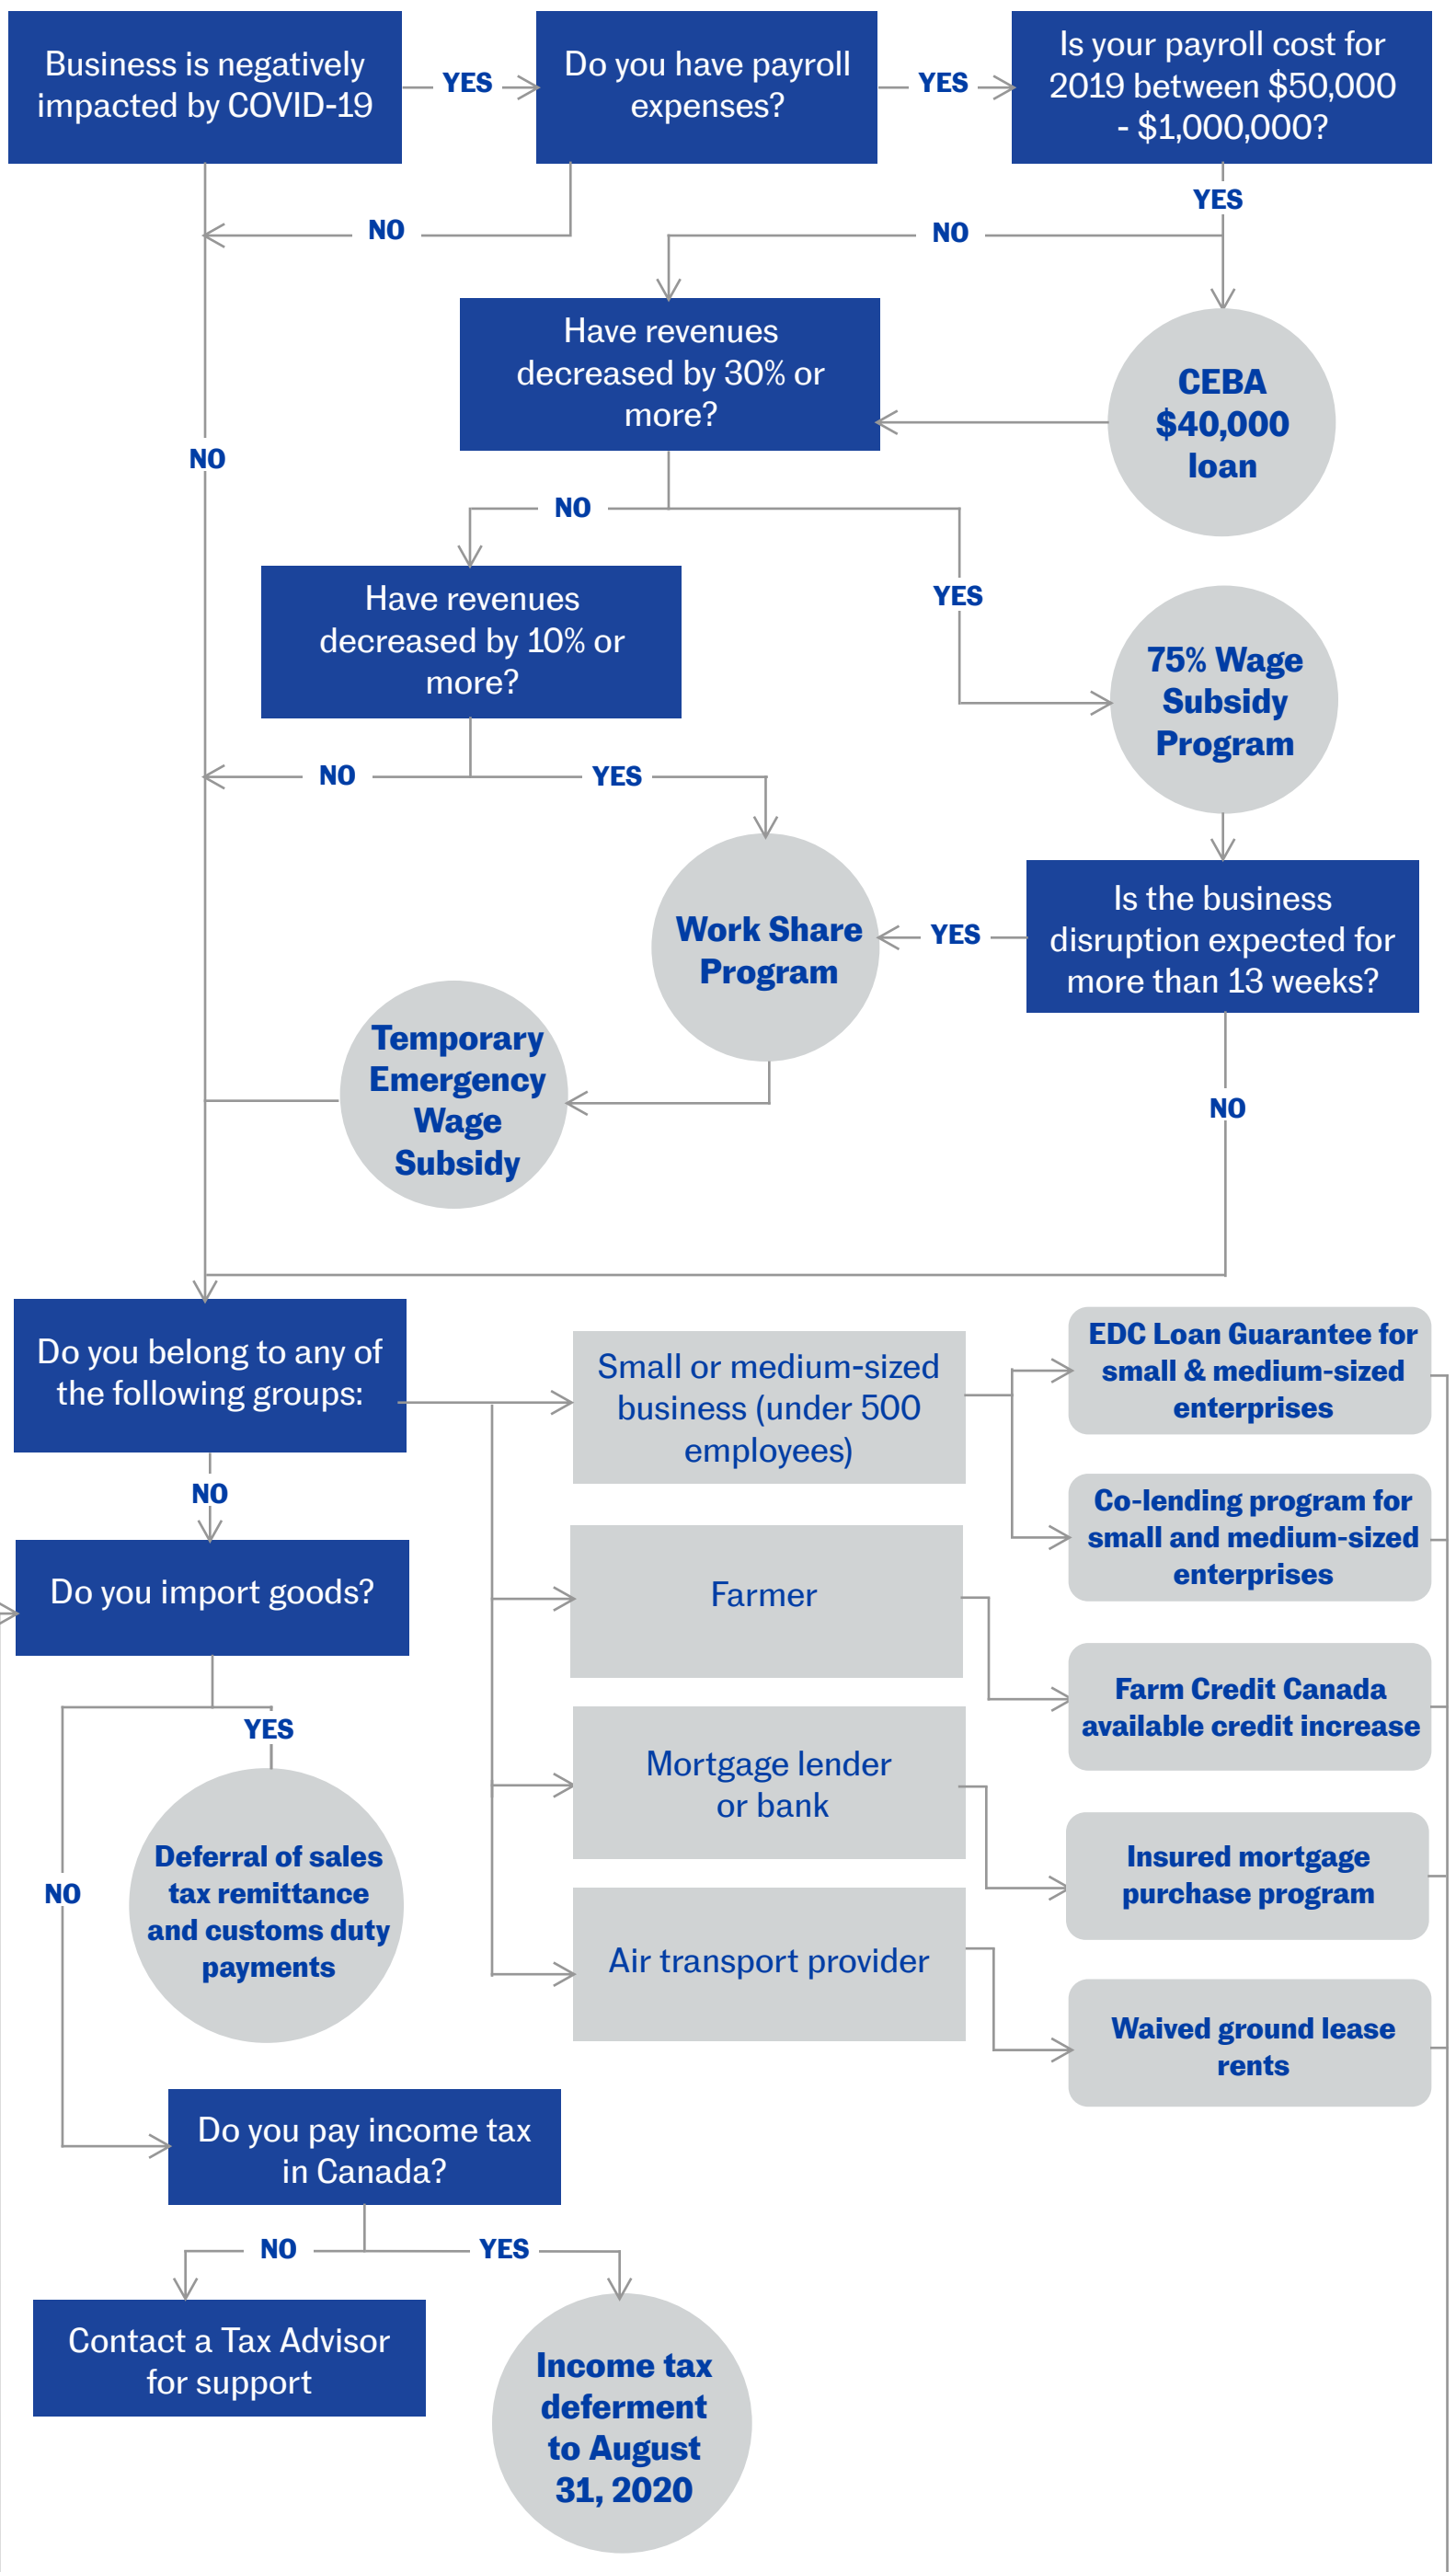 Business is negatively
impacted by COVID-19
YES
Do you have payroll
expenses?
YES
Is your payroll cost for
2019 between $50,000
- $1,000,000?
YES
NO
NO
Have revenues
decreased by 30% or
more?
CEBA
$40,000
loan
NO
NO
YES
Have revenues
decreased by 10% or
more?
75% Wage
Subsidy
Program
NO
YES
Work Share
Program
YES
Is the business
disruption expected for
more than 13 weeks?
Temporary
Emergency
Wage
Subsidy
NO
Do you belong to any of
the following groups:
Small or medium-sized
business (under 500
employees)
EDC Loan Guarantee for
small & medium-sized
enterprises
NO
Co-lending program for
small and medium-sized
enterprises
Do you import goods?
Farmer
Farm Credit Canada
available credit increase
YES
Mortgage lender
or bank
Insured mortgage
purchase program
NO
Deferral of sales
tax remittance
and customs duty
payments
Air transport provider
Waived ground lease
rents
Do you pay income tax
in Canada?
NO
YES
Contact a Tax Advisor
for support
Income tax
deferment
to August
31, 2020